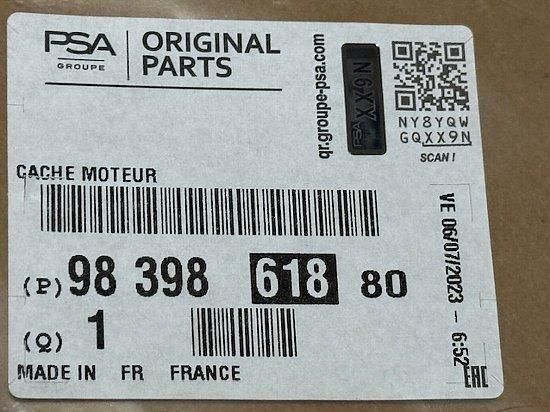 PSA
GROUPE
ORIGINAL
PARTS
qr.groupe-psa.com
PSA N6XX
NY8YQW
GQXX9N
SCAN !
CACHE MOTEUR
(P) 98 398 618 80
(Q) 1
MADE IN FR FRANCE
VE 06/07/2023 - 6:52
EAC